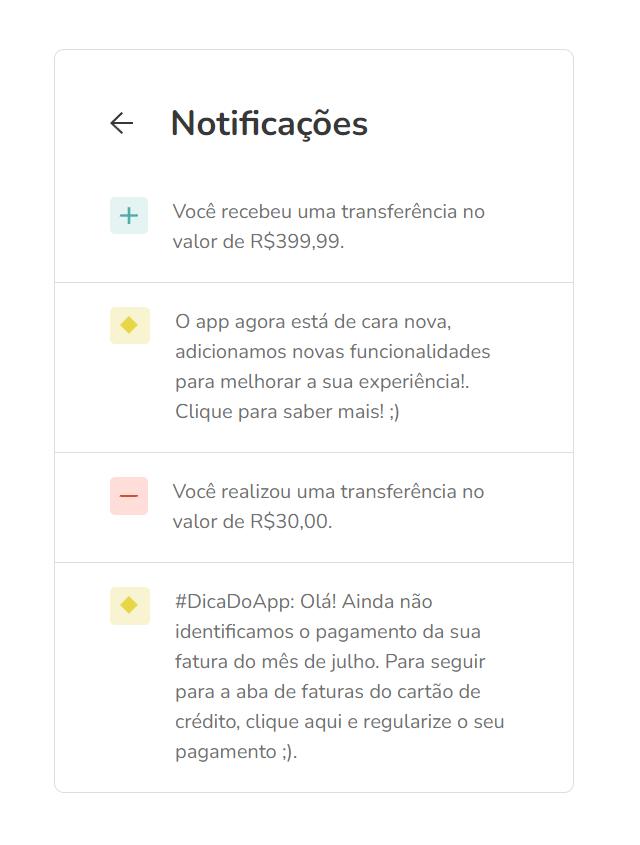 Notificações
Você recebeu uma transferência no
valor de R$399,99.
O app agora está de cara nova,
adicionamos novas funcionalidades
para melhorar a sua experiência!.
Clique para saber mais! ;)
Você realizou uma transferência no
valor de R$30,00.
#DicaDoApp: Olá! Ainda não
identificamos o pagamento da sua
fatura do mês de julho. Para seguir
para a aba de faturas do cartão de
crédito, clique aqui e regularize o seu
pagamento ;).